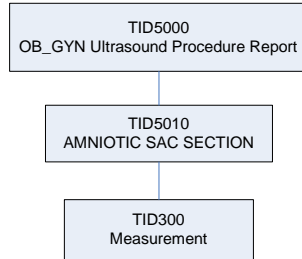 TID5000
OB_GYN Ultrasound Procedure Report
TID5010
AMNIOTIC SAC SECTION
TID300
Measurement